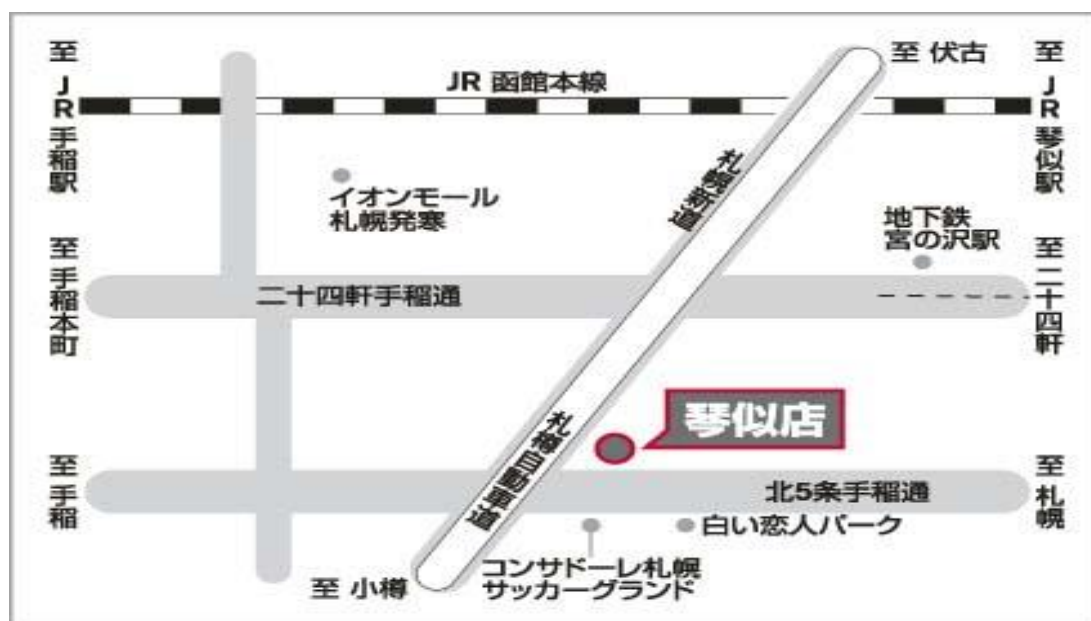 至 JR 手稲駅
JR 函館本線
至 伏古
至 JR 琴似駅
札幌新道
イオンモール
札幌発寒
地下鉄
宮の沢駅
至 手稲本町
二十四軒手稲通
至 二十四軒
琴似店
札樽自動車道
至 手稲
北5条手稲通
至 札幌
白い恋人パーク
コンサドーレ札幌
サッカーグランド
至 小樽